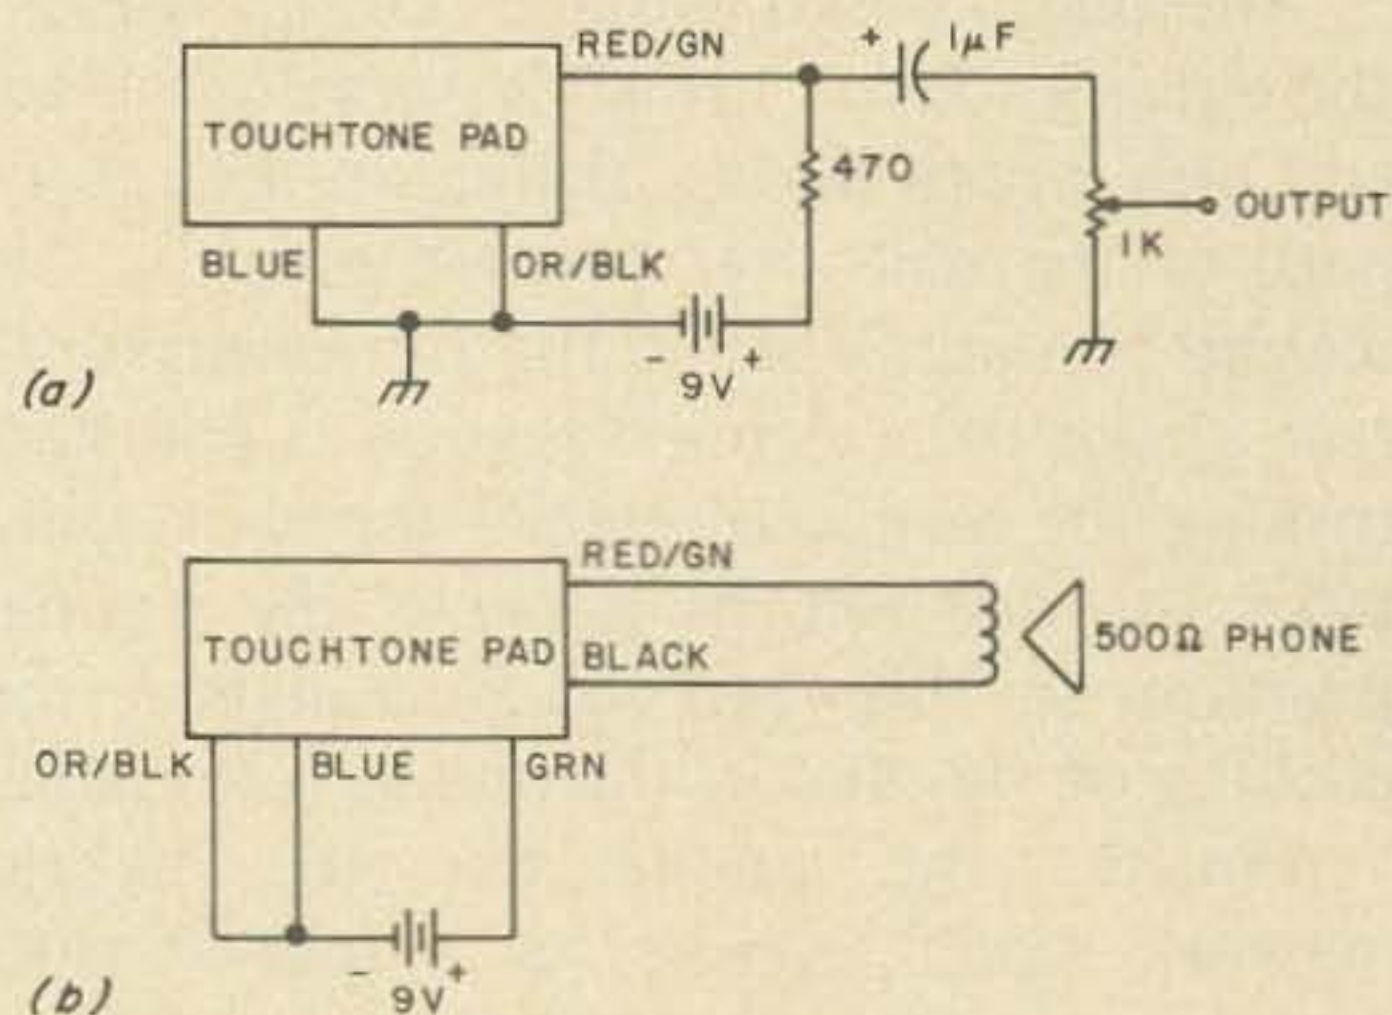 RED/GN
+ 1µF
TOUCHTONE PAD
470
OUTPUT
1K
BLUE
OR/BLK
- +
9V
(a)
RED/GN
TOUCHTONE PAD
BLACK
500Ω PHONE
OR/BLK
BLUE
GRN
- +
9V
(b)